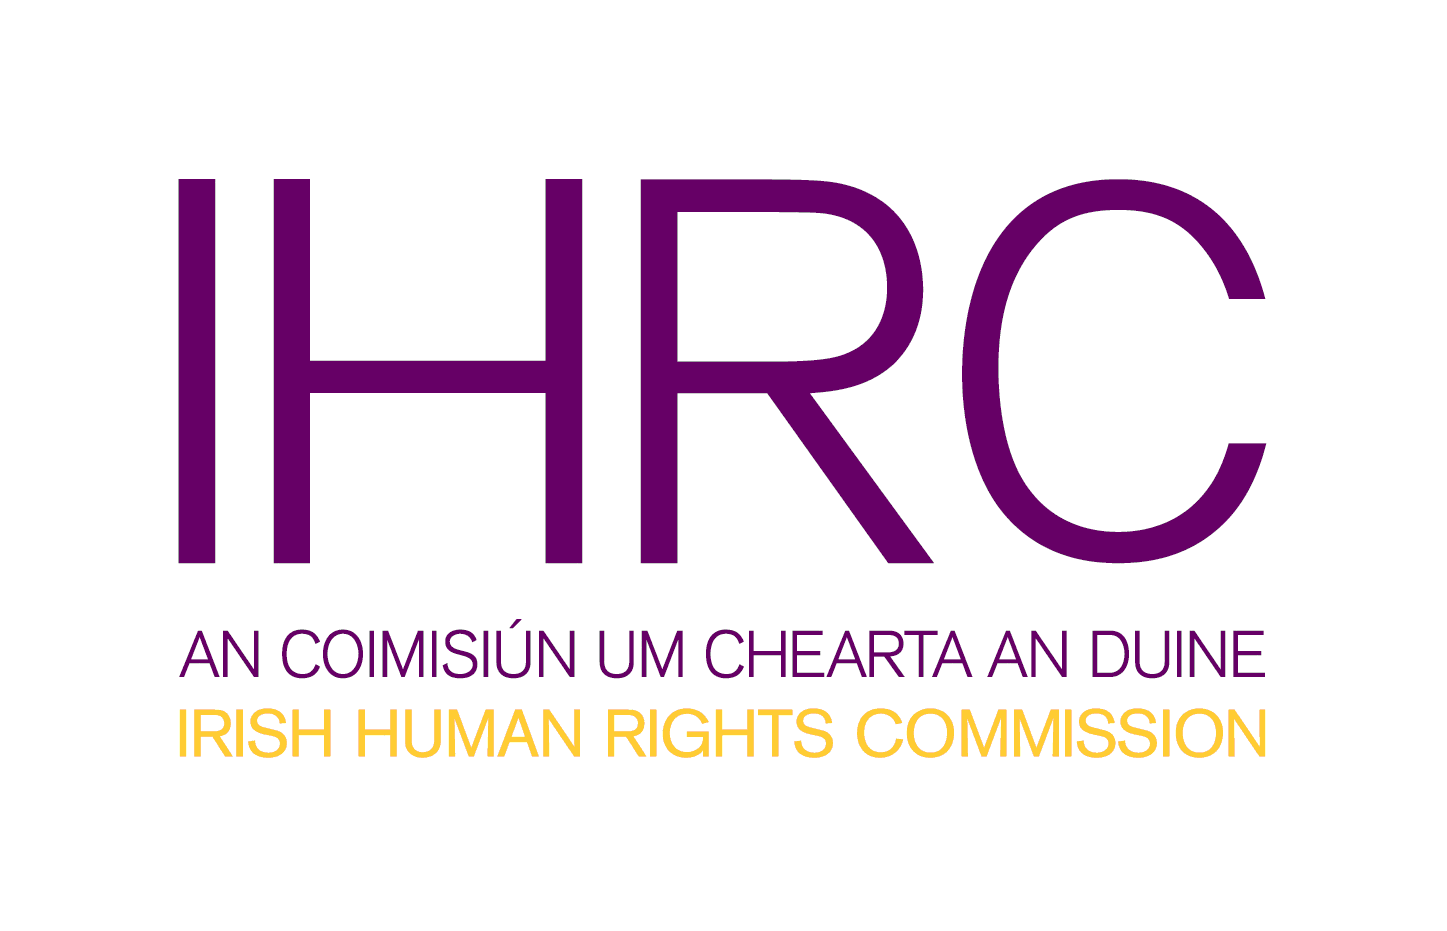 IHRC
AN COIMISIÚN UM CHEARTA AN DUINE
IRISH HUMAN RIGHTS COMMISSION